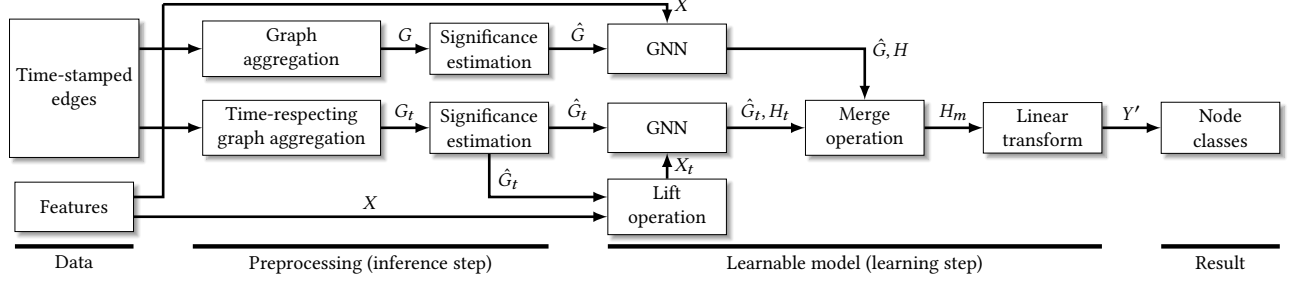 X
Time-stamped
edges
Graph
aggregation
G
Significance
estimation
Ĝ
GNN
Ĝ, H
Time-respecting
graph aggregation
G_t
Significance
estimation
Ĝ_t
GNN
Ĝ_t, H_t
Merge
operation
H_m
Linear
transform
Y′
Node
classes
Ĝ_t
X_t
Features
X
Lift
operation
Data
Preprocessing (inference step)
Learnable model (learning step)
Result